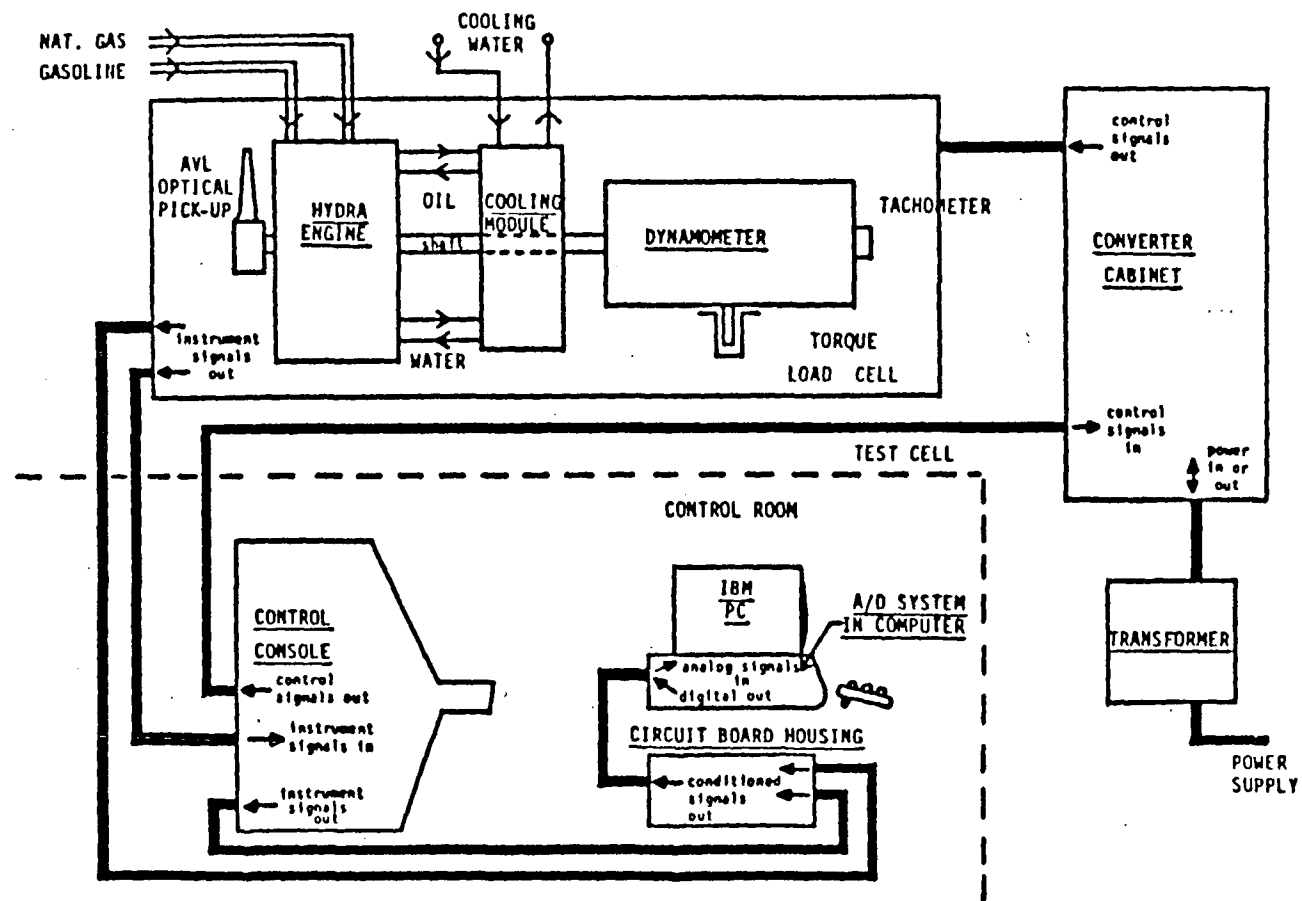 COOLING
WATER
NAT. GAS
GASOLINE
control
signals
out
AVL
OPTICAL
PICK-UP
HYDRA
ENGINE
OIL
shaft
COOLING
MODULE
DYNAMOMETER
TACHOMETER
CONVERTER
CABINET
instrument
signals
out
WATER
TORQUE
LOAD CELL
control
signals
in
TEST CELL
power
in or
out
CONTROL ROOM
IBM
PC
A/D SYSTEM
IN COMPUTER
TRANSFORMER
CONTROL
CONSOLE
control
signals out
analog signals
in
digital out
instrument
signals in
CIRCUIT BOARD HOUSING
POWER
SUPPLY
instrument
signals
out
conditioned
signals
out